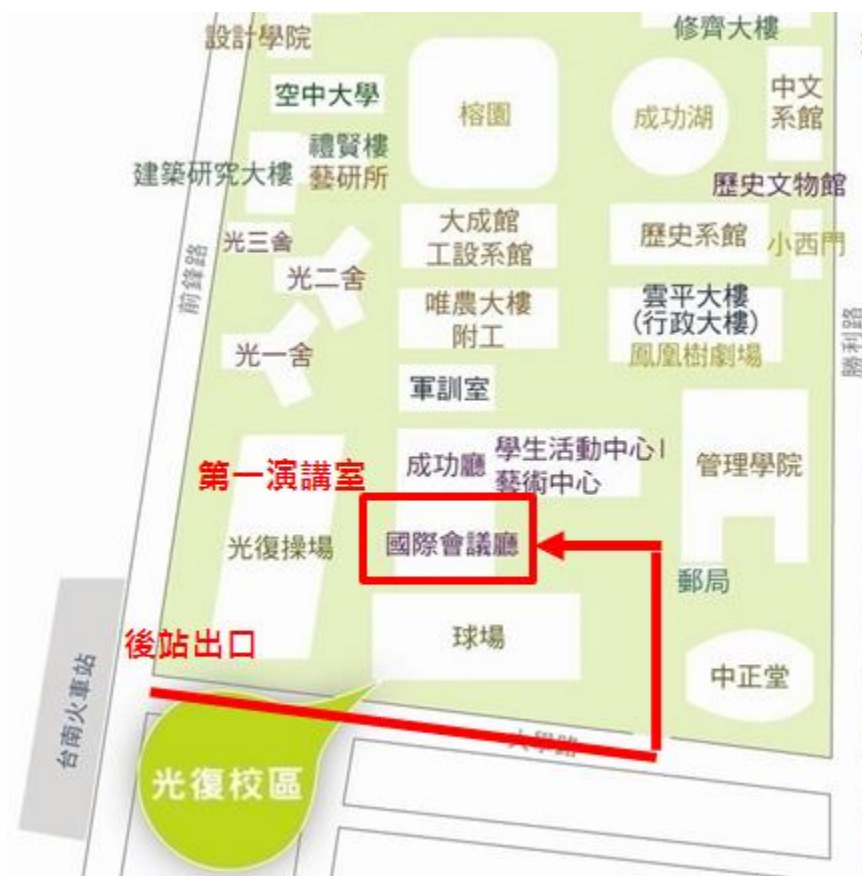 設計學院
修齊大樓
空中大學
榕園
成功湖
中文
系館
禮賢樓
建築研究大樓
藝研所
歷史文物館
大成館
工設系館
歷史系館
小西門
光三舍
光二舍
前鋒路
唯農大樓
附工
雲平大樓
(行政大樓)
鳳凰樹劇場
勝利路
光一舍
軍訓室
第一演講室
成功廳
學生活動中心|
藝術中心
管理學院
光復操場
國際會議廳
郵局
後站出口
球場
中正堂
台南火車站
大學路
光復校區